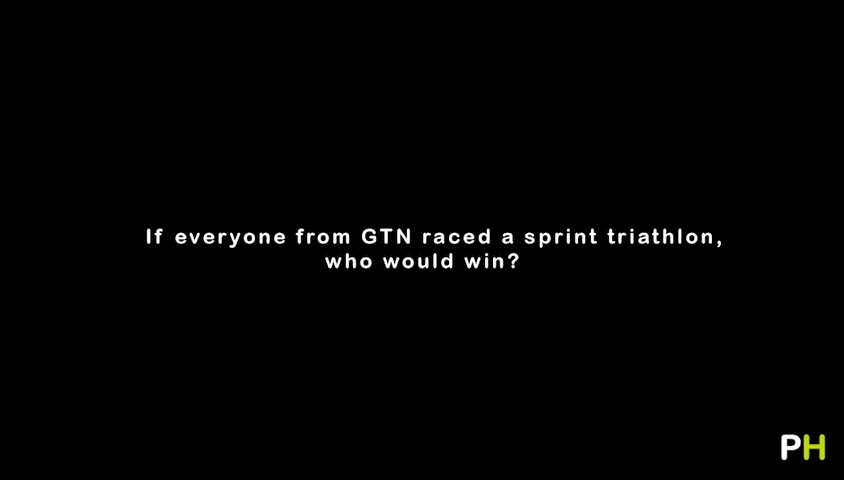 If everyone from GTN raced a sprint triathlon,
who would win?
PH